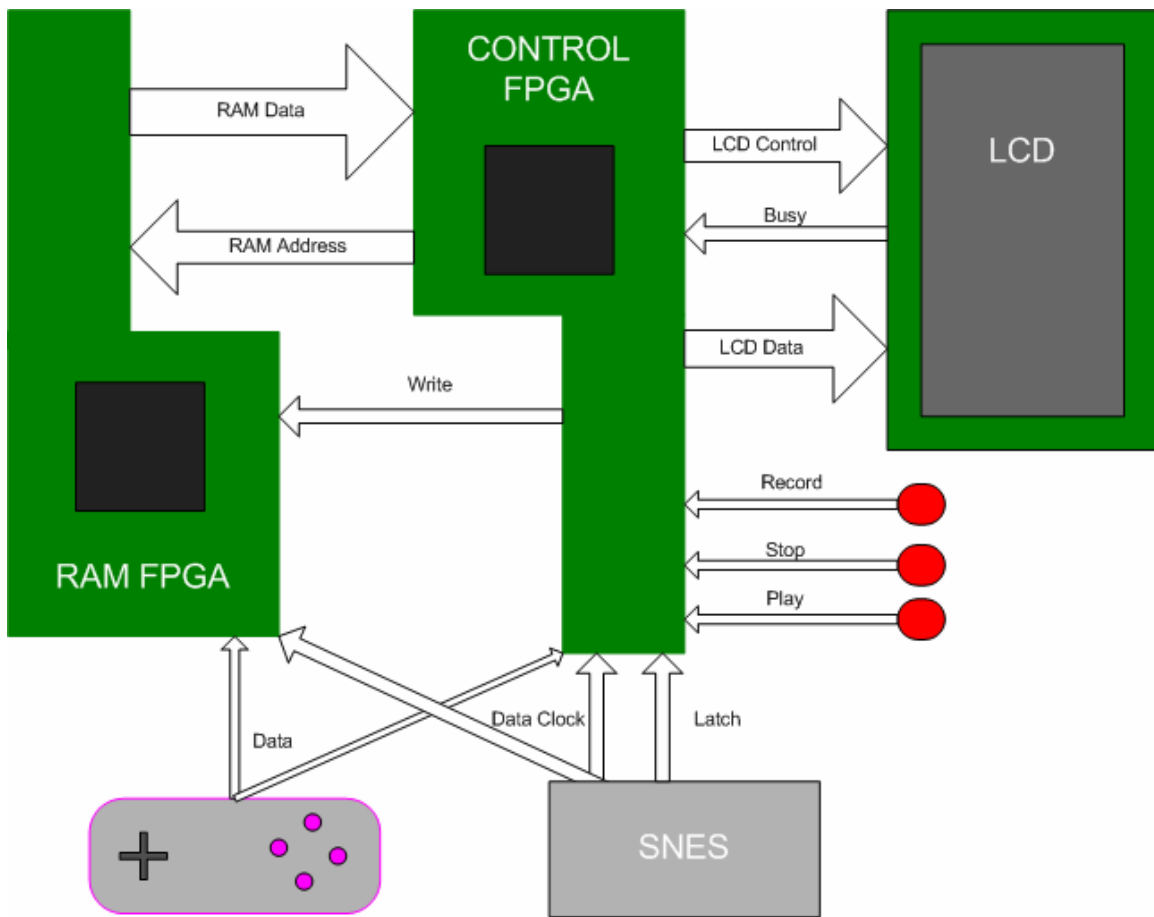 CONTROL
FPGA
RAM Data
LCD Control
LCD
Busy
RAM Address
LCD Data
Write
Record
Stop
RAM FPGA
Play
Data Clock
Latch
Data
SNES